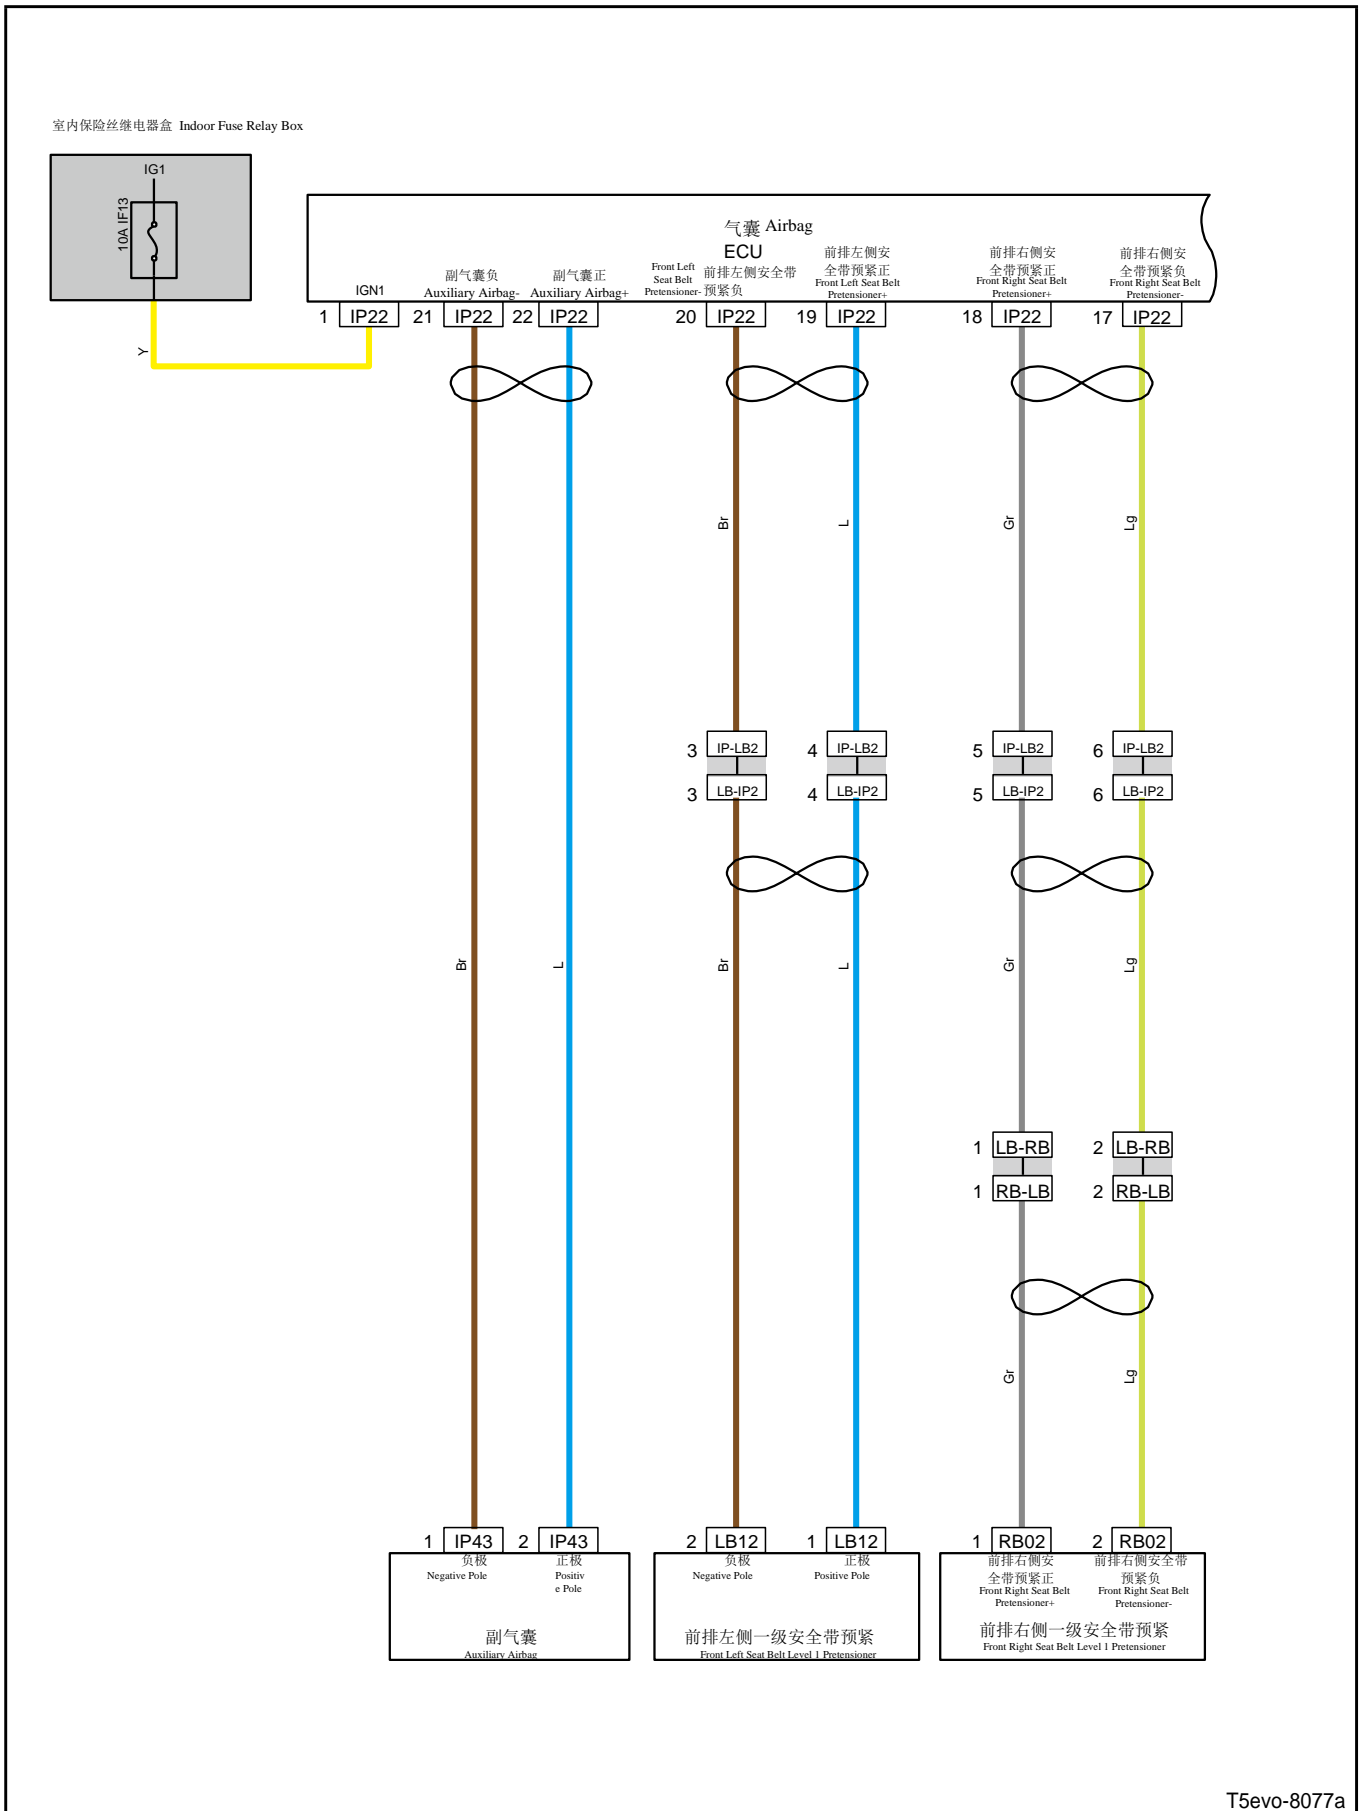 室内保险丝继电器盒 Indoor Fuse Relay Box
IG1
10A IF13
Y
气囊 Airbag
ECU
IGN1
副气囊负
Auxiliary Airbag-
副气囊正
Auxiliary Airbag+
Front Left
Seat Belt
Pretensioner-
前排左侧安全带
预紧负
前排左侧安
全带预紧正
Front Left Seat Belt
Pretensioner+
前排右侧安
全带预紧正
Front Right Seat Belt
Pretensioner+
前排右侧安
全带预紧负
Front Right Seat Belt
Pretensioner-
1 IP22 21 IP22 22 IP22 20 IP22 19 IP22 18 IP22 17 IP22
Br L Gr Lg
3 IP-LB2 4 IP-LB2 5 IP-LB2 6 IP-LB2
3 LB-IP2 4 LB-IP2 5 LB-IP2 6 LB-IP2
Br L Br L Gr Lg
1 LB-RB 2 LB-RB
1 RB-LB 2 RB-LB
Gr Lg
1 IP43 2 IP43 2 LB12 1 LB12 1 RB02 2 RB02
负极
Negative Pole
正极
Positiv
e Pole
副气囊
Auxiliary Airbag
负极
Negative Pole
正极
Positive Pole
前排左侧一级安全带预紧
Front Left Seat Belt Level 1 Pretensioner
前排右侧安
全带预紧正
Front Right Seat Belt
Pretensioner+
前排右侧安全带
预紧负
Front Right Seat Belt
Pretensioner-
前排右侧一级安全带预紧
Front Right Seat Belt Level 1 Pretensioner
T5evo-8077a